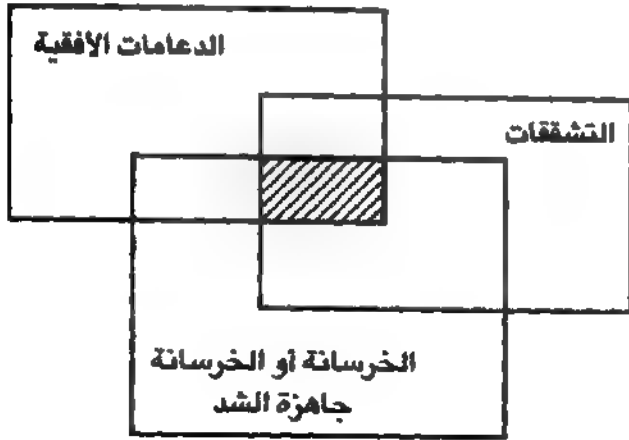 الدعامات الأفقية
التشققات
الخرسانة أو الخرسانة
جاهزة الشد